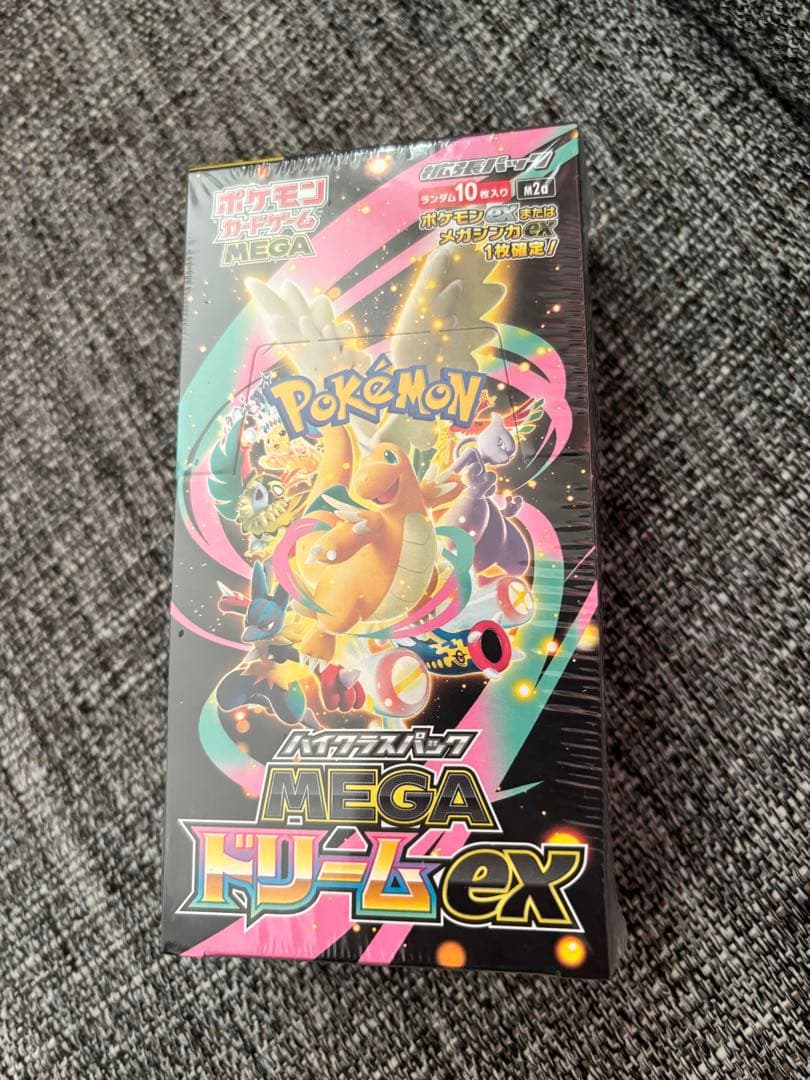 ポケモン
カードゲーム
MEGA
拡張パック
ランダム10枚入り
M2a
ポケモンexまたは
メガシンカex
1枚確定!
POKéMON
TM
ハイクラスパック
MEGA
ドリームex